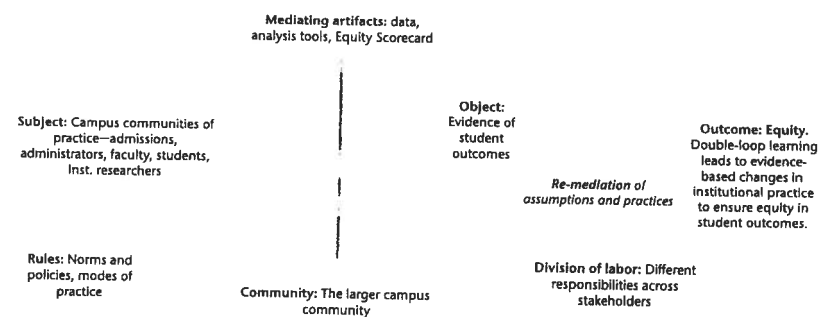 Mediating artifacts: data,
analysis tools, Equity Scorecard
Subject: Campus communities of
practice—admissions,
administrators, faculty, students,
Inst. researchers
Object:
Evidence of
student
outcomes
Outcome: Equity.
Double-loop learning
leads to evidence-
based changes in
institutional practice
to ensure equity in
student outcomes.
Re-mediation of
assumptions and practices
Rules: Norms and
policies, modes of
practice
Community: The larger campus
community
Division of labor: Different
responsibilities across
stakeholders